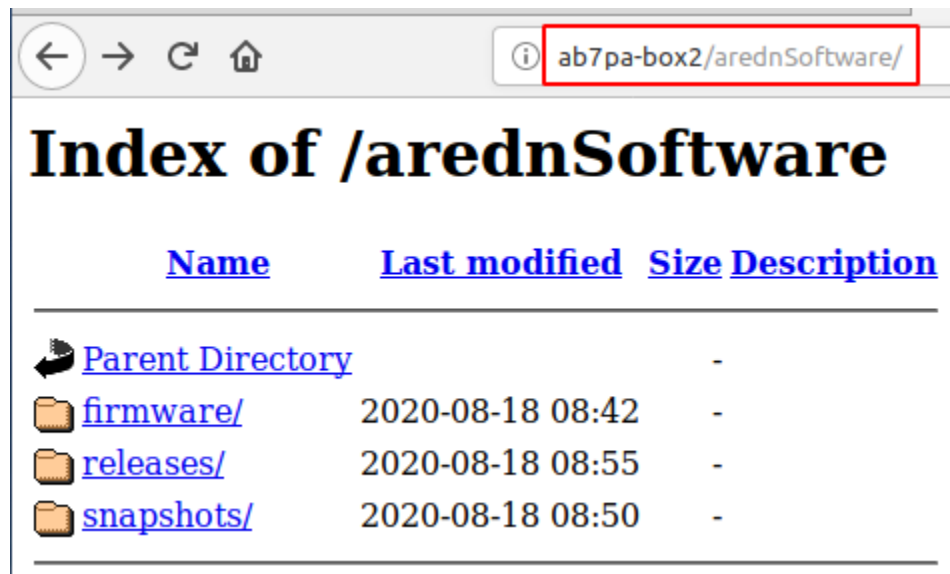 ab7pa-box2/arednSoftware/
Index of /arednSoftware
Name Last modified Size Description
Parent Directory -
firmware/ 2020-08-18 08:42 -
releases/ 2020-08-18 08:55 -
snapshots/ 2020-08-18 08:50 -